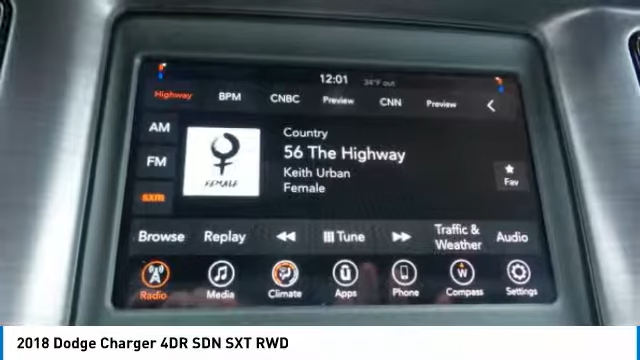 12:01 34°F out
Highway BPM CNBC Preview CNN Preview
AM
FM
sxm
FEMALE
Country
56 The Highway
Keith Urban
Female
Fav
Browse Replay Tune Traffic & Weather Audio
Radio Media Climate Apps Phone W Compass Settings
2018 Dodge Charger 4DR SDN SXT RWD